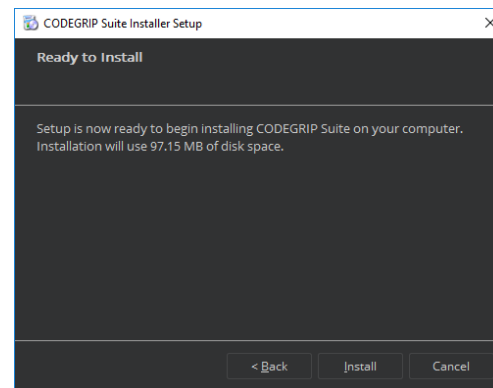 CODEGRIP Suite Installer Setup
Ready to Install
Setup is now ready to begin installing CODEGRIP Suite on your computer.
Installation will use 97.15 MB of disk space.
< Back Install Cancel